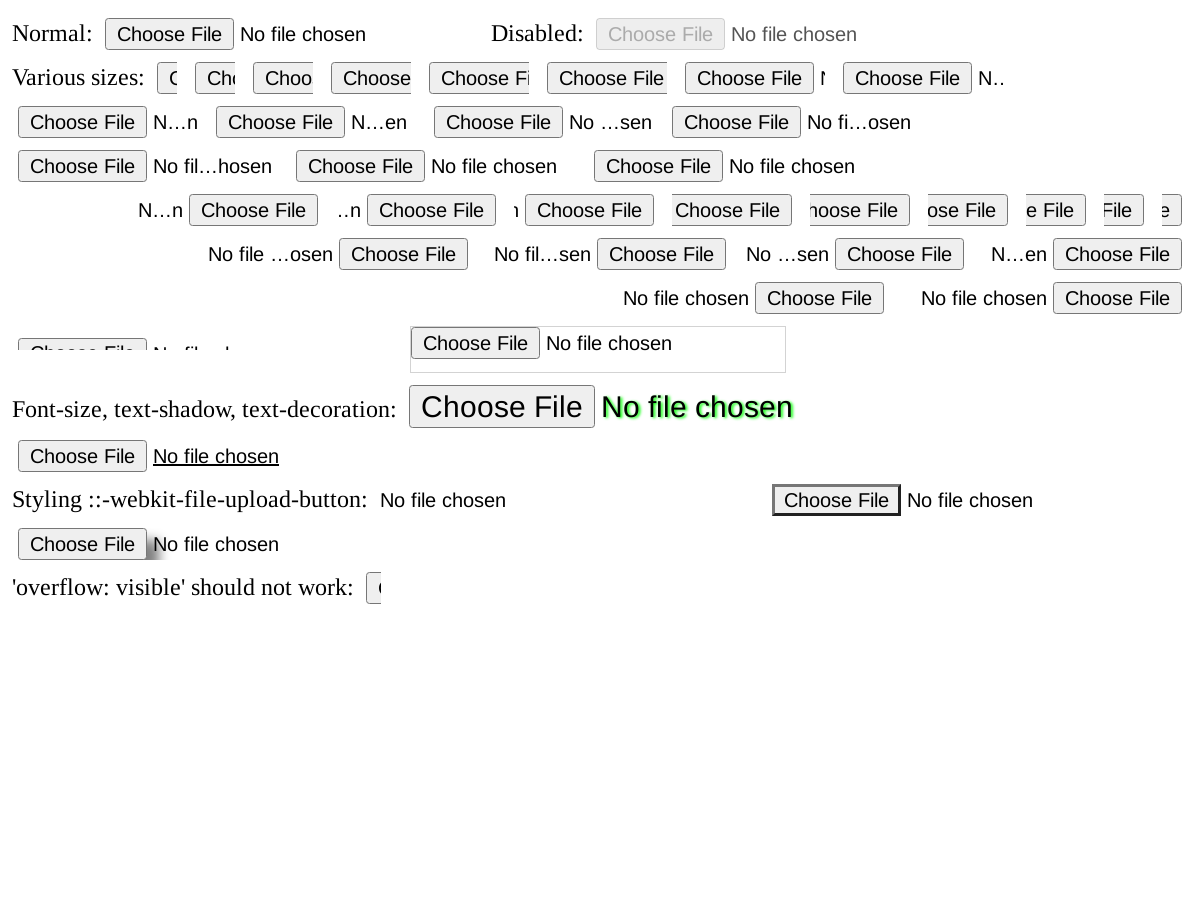 Normal: Choose File No file chosen Disabled: Choose File No file chosen
Various sizes: Cho Choo Choose Choose Fi Choose File Choose File Choose File N..
Choose File N…n Choose File N…en Choose File No …sen Choose File No fi…osen
Choose File No fil…hosen Choose File No file chosen Choose File No file chosen
N…n Choose File ..n Choose File Choose File Choose File hoose File ose File e File File e
No file …osen Choose File No fil…sen Choose File No …sen Choose File N…en Choose File
No file chosen Choose File No file chosen Choose File
Choose File No file chosen
Font-size, text-shadow, text-decoration: Choose File No file chosen
Choose File No file chosen
Styling ::-webkit-file-upload-button: No file chosen Choose File No file chosen
Choose File No file chosen
'overflow: visible' should not work: